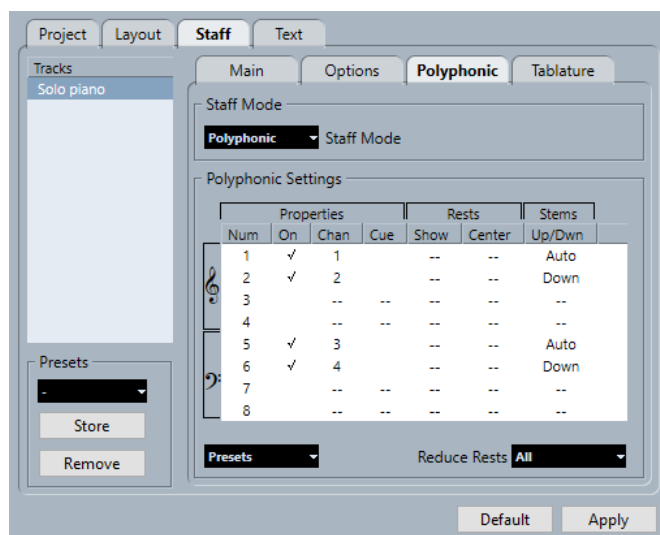 Project Layout Staff Text
Tracks
Solo piano
Main Options Polyphonic Tablature
Staff Mode
Polyphonic Staff Mode
Polyphonic Settings
Properties Rests Stems
Num On Chan Cue Show Center Up/Dwn
1 √ 1 -- -- Auto
2 √ 2 -- -- Down
3 -- -- -- -- --
4 -- -- -- -- --
5 √ 3 -- -- Auto
6 √ 4 -- -- Down
7 -- -- -- -- --
8 -- -- -- -- --
Presets
-
Store
Remove
Presets Reduce Rests All
Default Apply